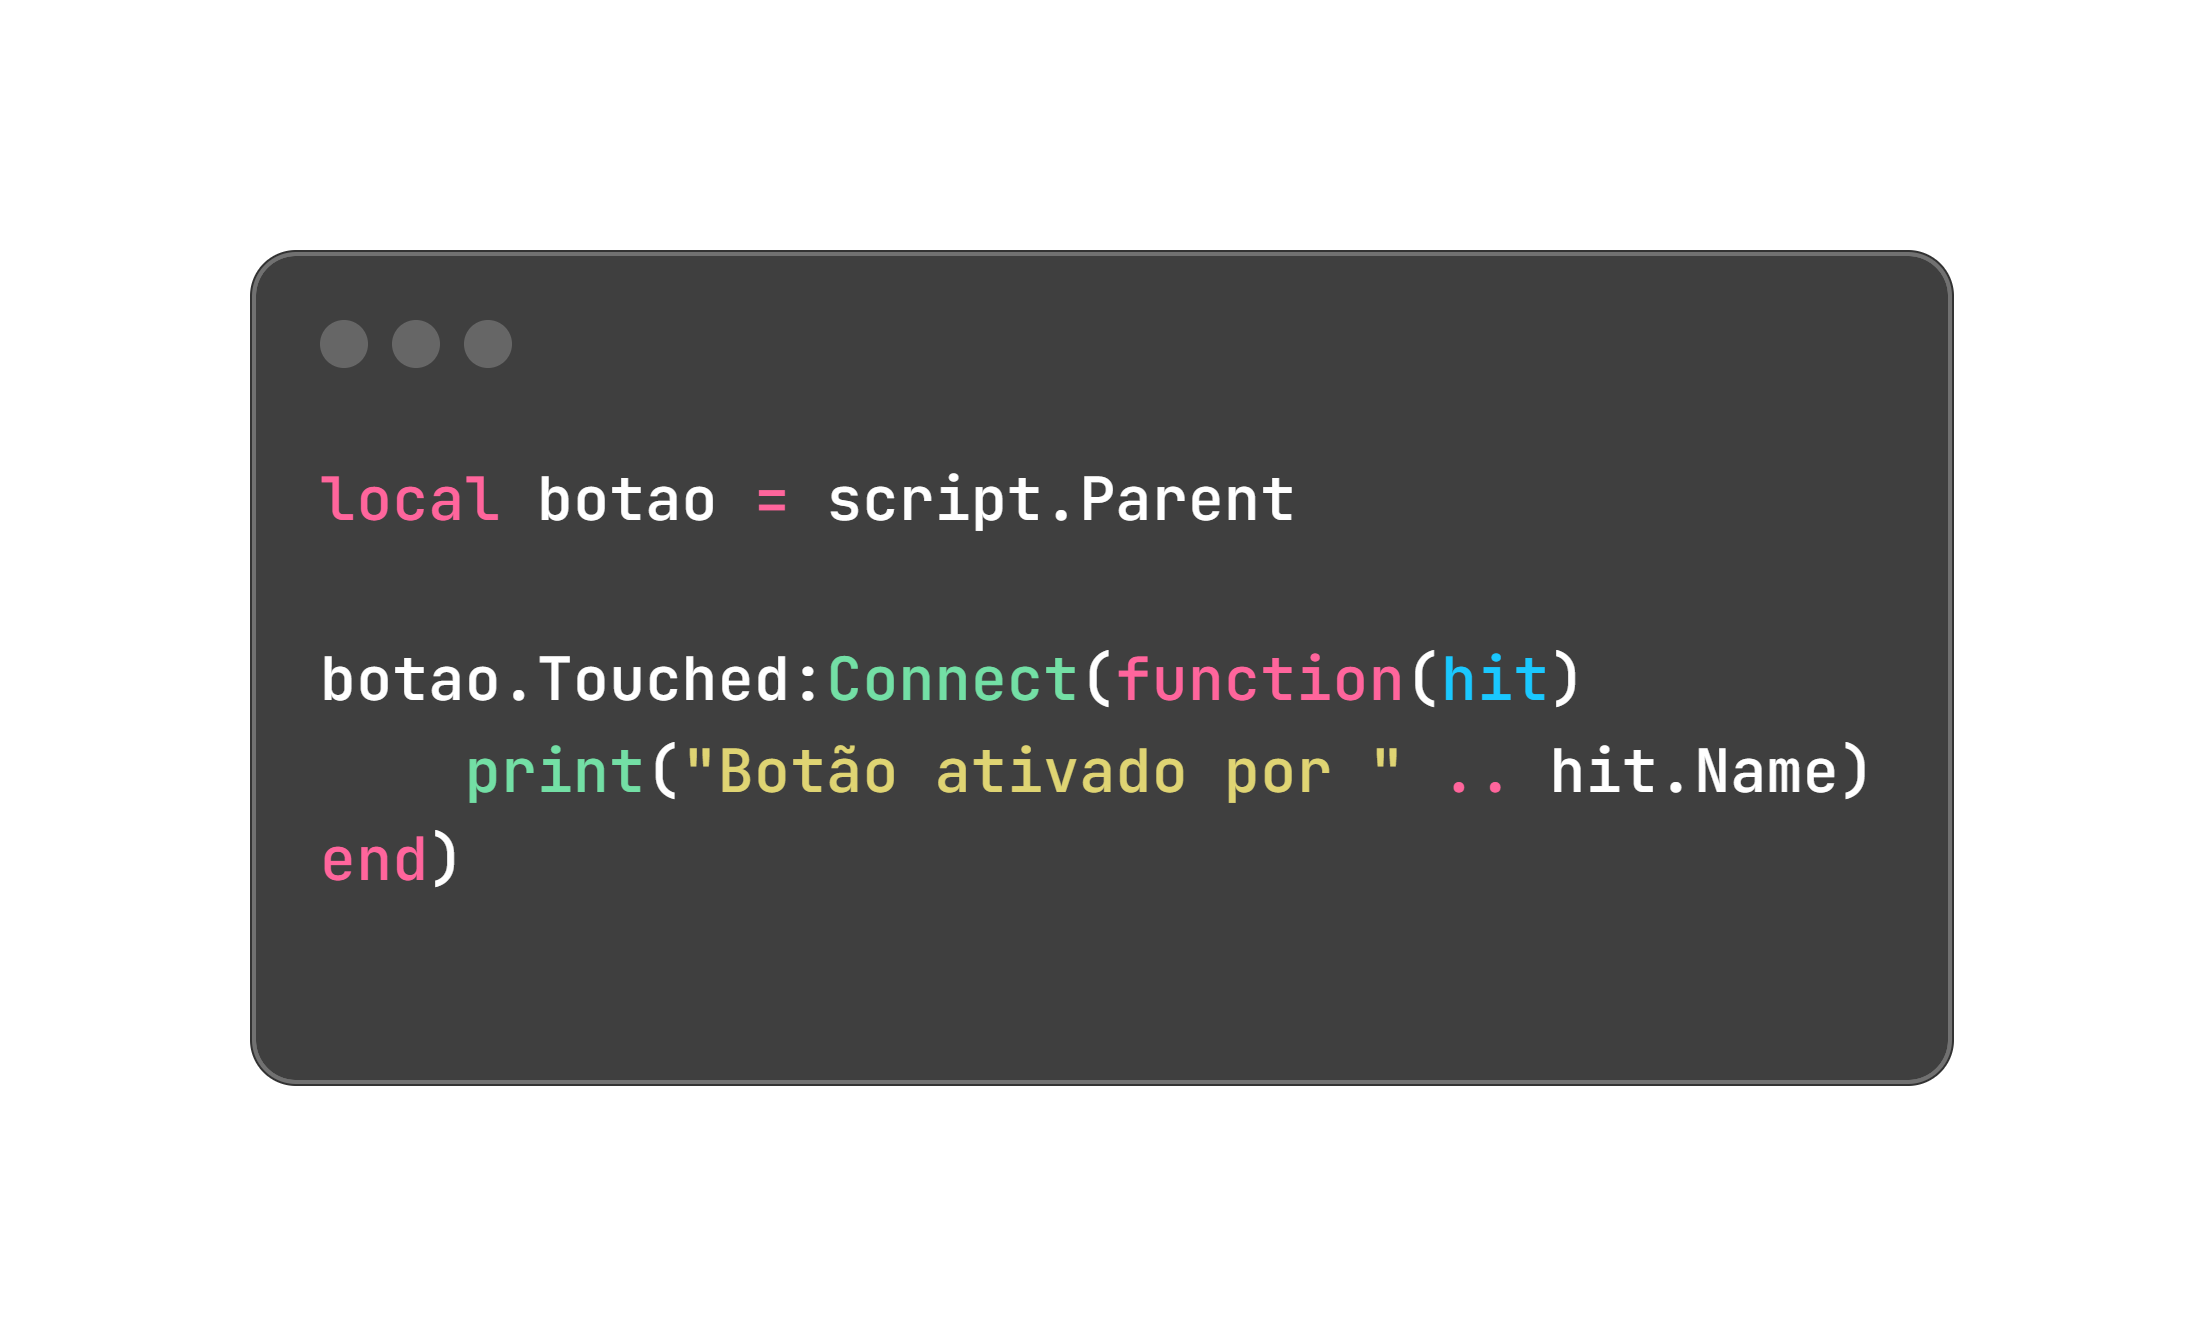 local botao = script.Parent

botao.Touched:Connect(function(hit)
    print("Botão ativado por " .. hit.Name)
end)